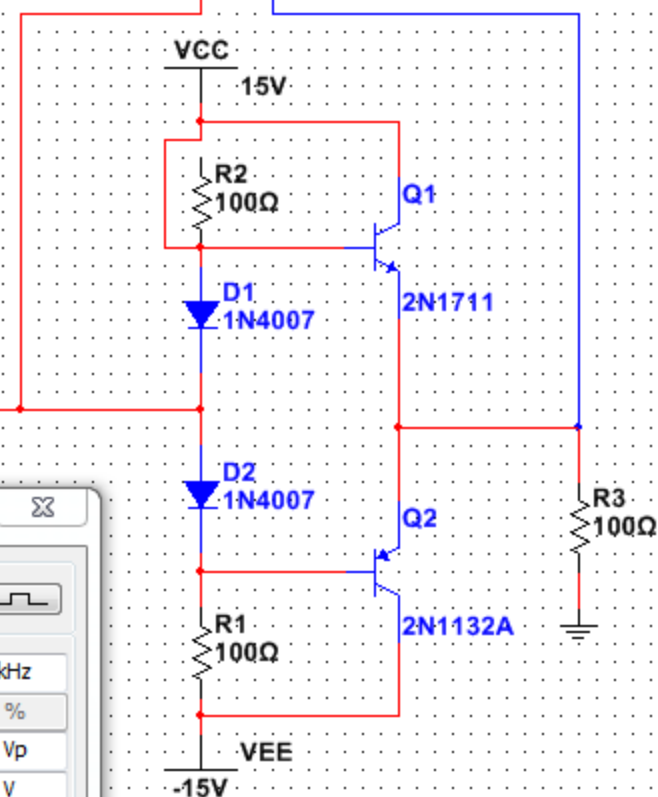 VCC
15V
R2
100Ω
Q1
2N1711
D1
1N4007
D2
1N4007
Q2
R3
100Ω
R1
100Ω
2N1132A
kHz
%
Vp
V
VEE
-15V